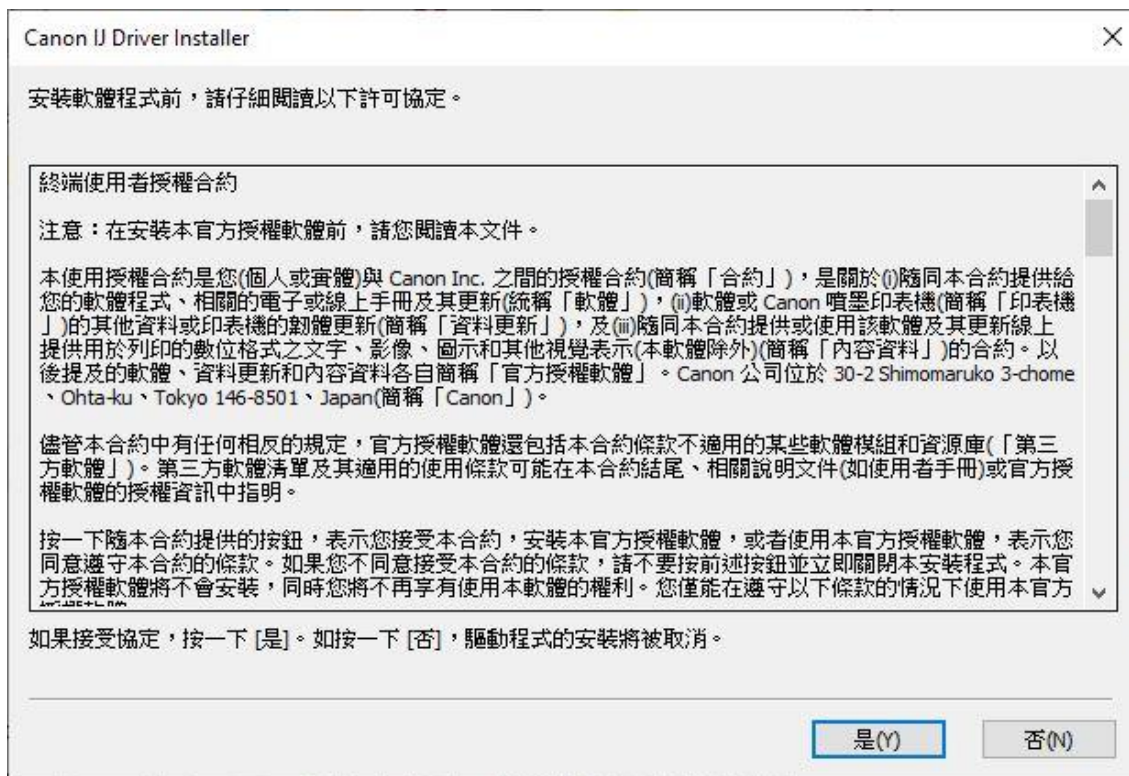 Canon IJ Driver Installer
安裝軟體程式前，請仔細閱讀以下許可協定。
終端使用者授權合約
注意：在安裝本官方授權軟體前，請您閱讀本文件。
本使用授權合約是您(個人或實體)與 Canon Inc. 之間的授權合約(簡稱「合約」)，是關於(i)隨同本合約提供給
您的軟體程式、相關的電子或線上手冊及其更新(統稱「軟體」)，(ii)軟體或 Canon 噴墨印表機(簡稱「印表機
」)的其他資料或印表機的韌體更新(簡稱「資料更新」)，及(iii)隨同本合約提供或使用該軟體及其更新線上
提供用於列印的數位格式之文字、影像、圖示和其他視覺表示(本軟體除外)(簡稱「內容資料」)的合約。以
後提及的軟體、資料更新和內容資料各自簡稱「官方授權軟體」。Canon 公司位於 30-2 Shimomaruko 3-chome
、Ohta-ku、Tokyo 146-8501、Japan(簡稱「Canon」)。
儘管本合約中有任何相反的規定，官方授權軟體還包括本合約條款不適用的某些軟體模組和資源庫(「第三
方軟體」)。第三方軟體清單及其適用的使用條款可能在本合約結尾、相關說明文件(如使用者手冊)或官方授
權軟體的授權資訊中指明。
按一下隨本合約提供的按鈕，表示您接受本合約，安裝本官方授權軟體，或者使用本官方授權軟體，表示您
同意遵守本合約的條款。如果您不同意接受本合約的條款，請不要按前述按鈕並立即關閉本安裝程式。本官
方授權軟體將不會安裝，同時您將不再享有使用本軟體的權利。您僅能在遵守以下條款的情況下使用本官方
如果接受協定，按一下 [是]。如按一下 [否]，驅動程式的安裝將被取消。
是(Y)
否(N)